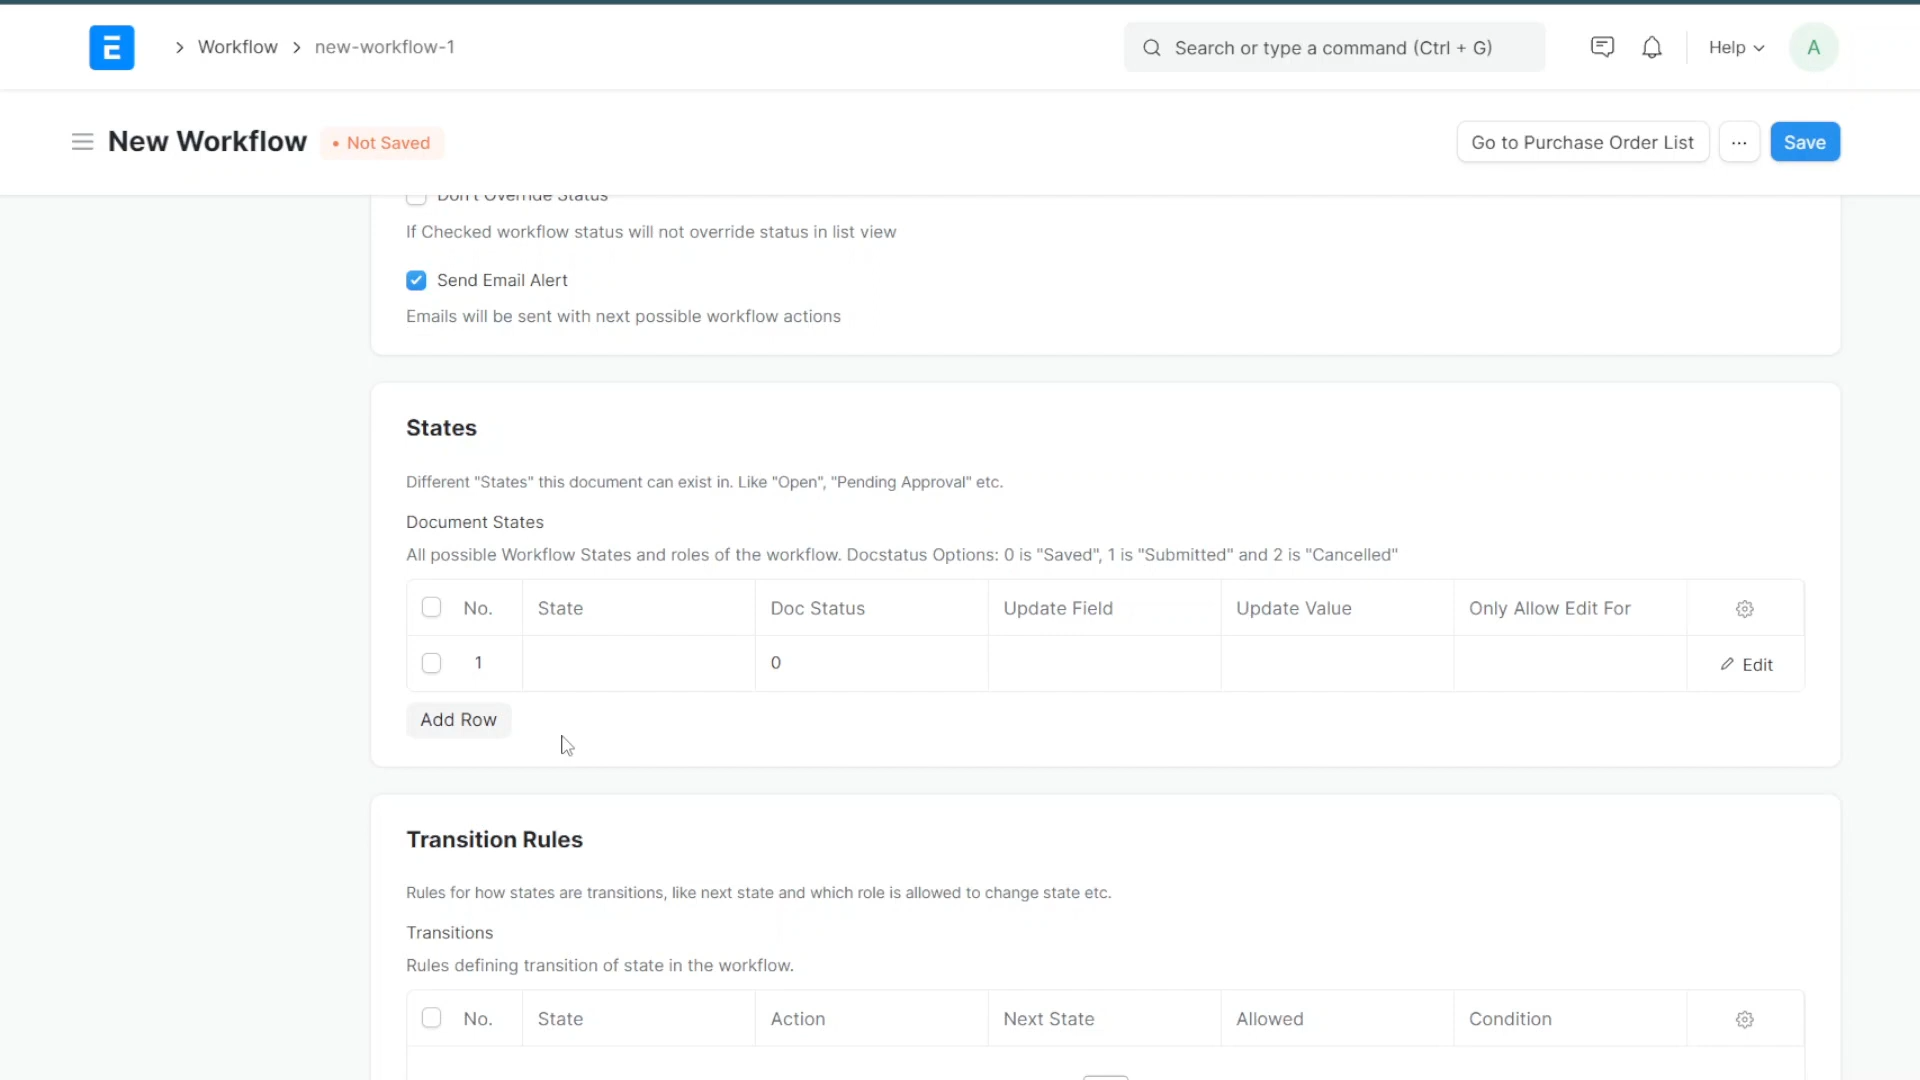 E
Workflow
new-workflow-1
Search or type a command (Ctrl + G)
Help
A
New Workflow
• Not Saved
Go to Purchase Order List
...
Save
Don't Override Status
If Checked workflow status will not override status in list view
Send Email Alert
Emails will be sent with next possible workflow actions
States
Different "States" this document can exist in. Like "Open", "Pending Approval" etc.
Document States
All possible Workflow States and roles of the workflow. Docstatus Options: 0 is "Saved", 1 is "Submitted" and 2 is "Cancelled"
No. State Doc Status Update Field Update Value Only Allow Edit For
1 0 Edit
Add Row
Transition Rules
Rules for how states are transitions, like next state and which role is allowed to change state etc.
Transitions
Rules defining transition of state in the workflow.
No. State Action Next State Allowed Condition